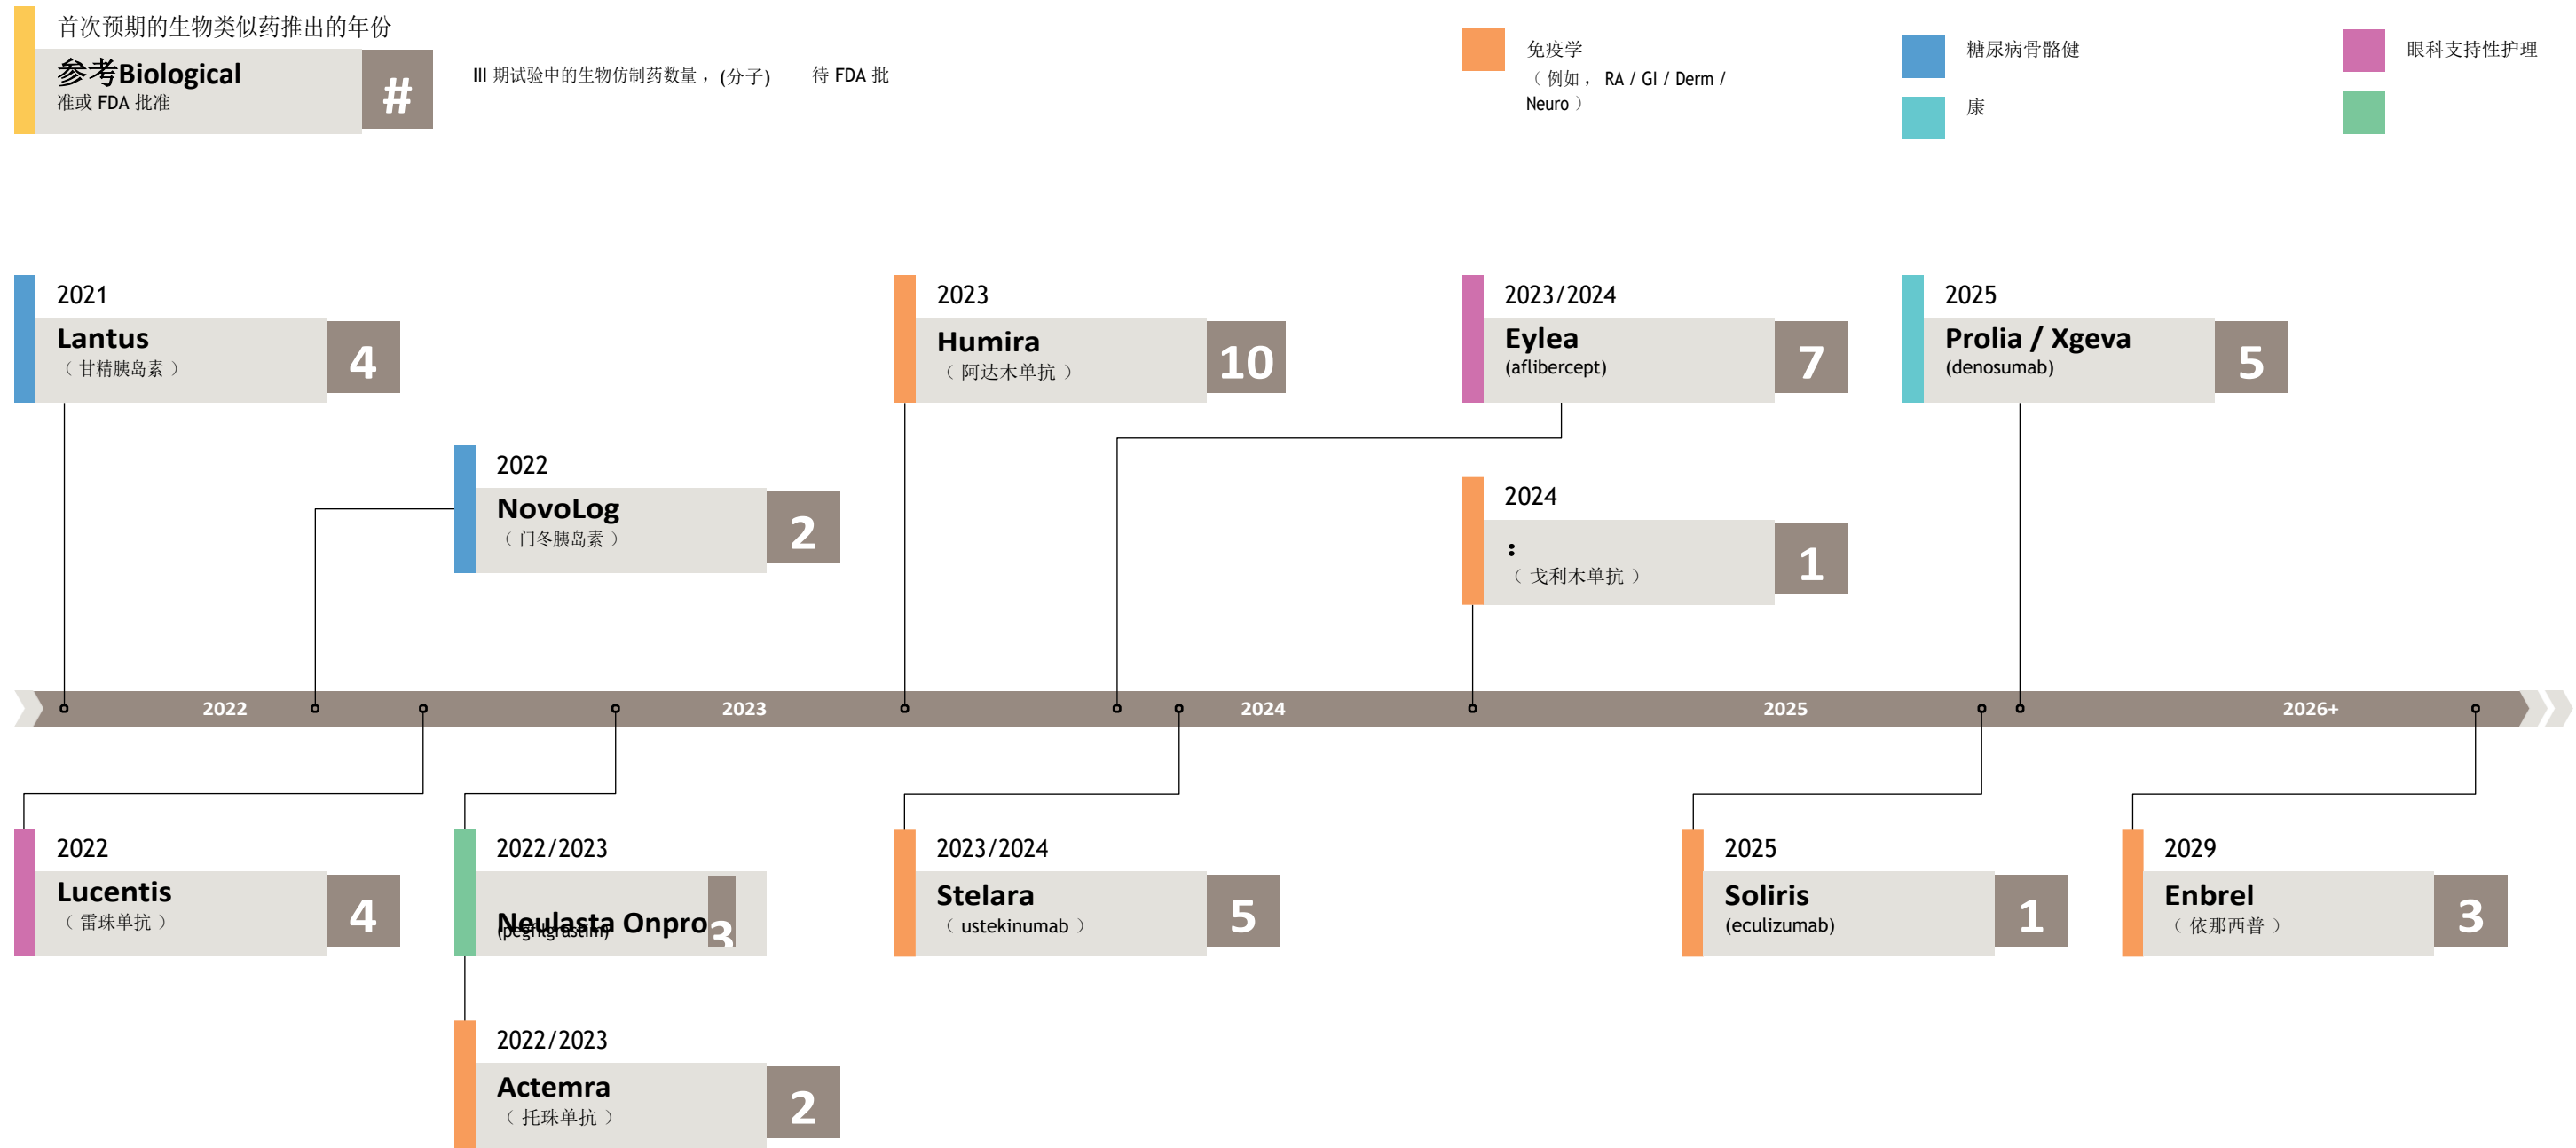 首次预期的生物类似药推出的年份
参考Biological
准或 FDA 批准
#
III 期试验中的生物仿制药数量 ，(分子) 待 FDA 批
免疫学
（ 例如 ， RA / GI / Derm /
Neuro ）
糖尿病骨骼健
康
眼科支持性护理
2021
Lantus
（ 甘精胰岛素 ）
4
2022
NovoLog
（ 门冬胰岛素 ）
2
2023
Humira
（ 阿达木单抗 ）
10
2023/2024
Eylea
(aflibercept)
7
2024
:
（ 戈利木单抗 ）
1
2025
Prolia / Xgeva
(denosumab)
5
2022 2023 2024 2025 2026+
2022
Lucentis
（ 雷珠单抗 ）
4
2022/2023
Neulasta Onpro
(pegfilgrastim)
3
2022/2023
Actemra
（ 托珠单抗 ）
2
2023/2024
Stelara
（ ustekinumab ）
5
2025
Soliris
(eculizumab)
1
2029
Enbrel
（ 依那西普 ）
3